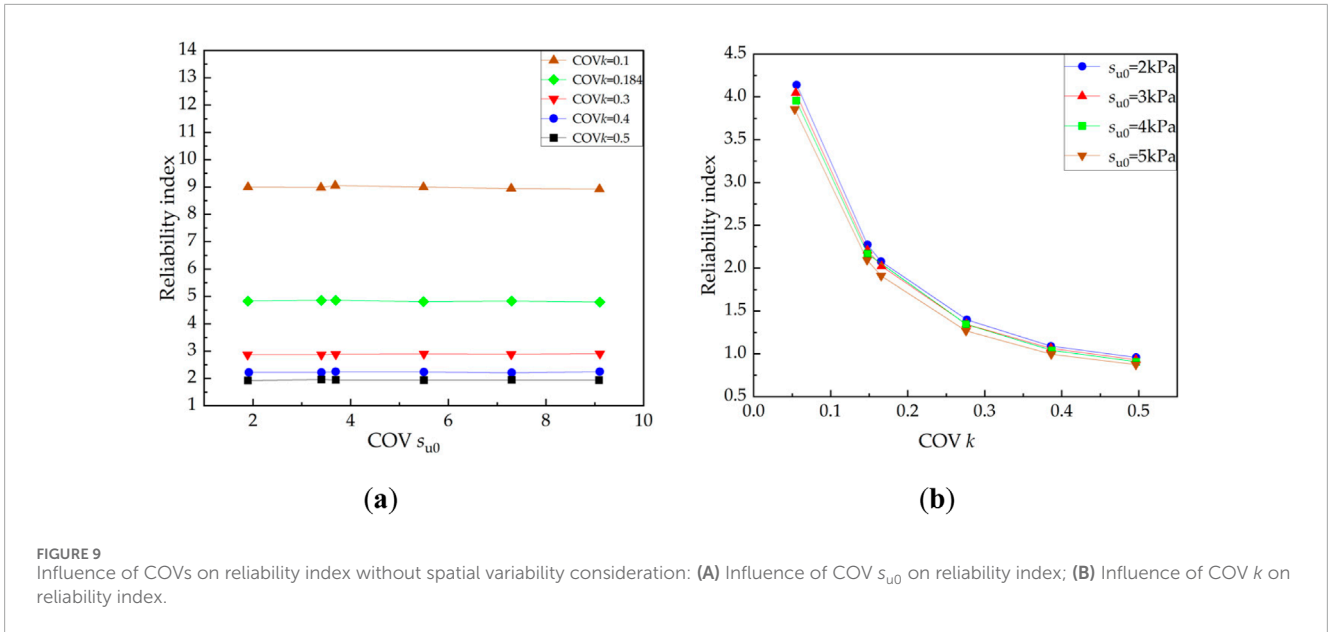 14
13
12
11
10
9
8
7
6
5
4
3
2
1
Reliability index
2
4
6
8
10
COV su0
COVk=0.1
COVk=0.184
COVk=0.3
COVk=0.4
COVk=0.5
(a)
4.5
4.0
3.5
3.0
2.5
2.0
1.5
1.0
0.5
Reliability index
0.0
0.1
0.2
0.3
0.4
0.5
COV k
su0=2kPa
su0=3kPa
su0=4kPa
su0=5kPa
(b)
FIGURE 9
Influence of COVs on reliability index without spatial variability consideration: (A) Influence of COV su0 on reliability index; (B) Influence of COV k on
reliability index.